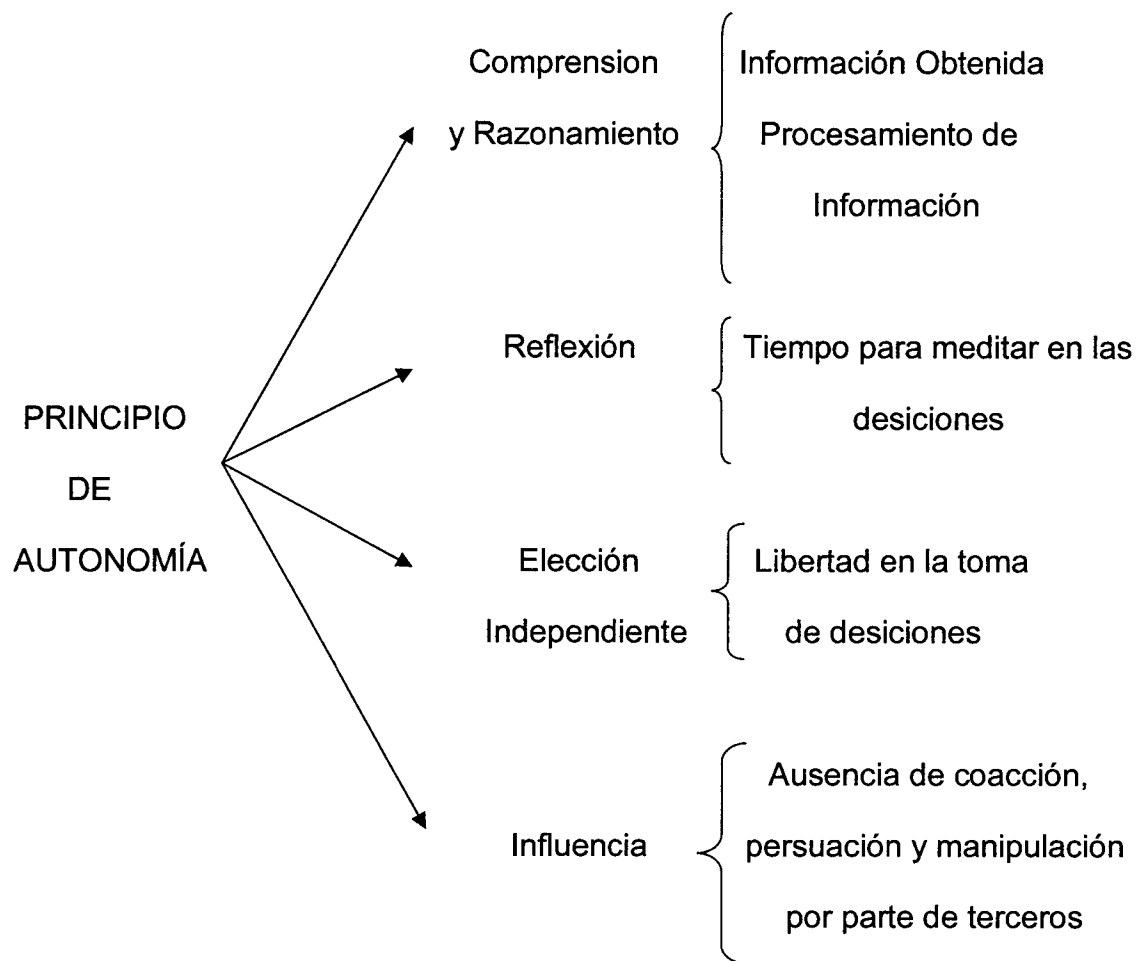 PRINCIPIO
DE
AUTONOMÍA
Comprension
y Razonamiento
Información Obtenida
Procesamiento de
Información
Reflexión
Tiempo para meditar en las
desiciones
Elección
Independiente
Libertad en la toma
de desiciones
Influencia
Ausencia de coacción,
persuación y manipulación
por parte de terceros